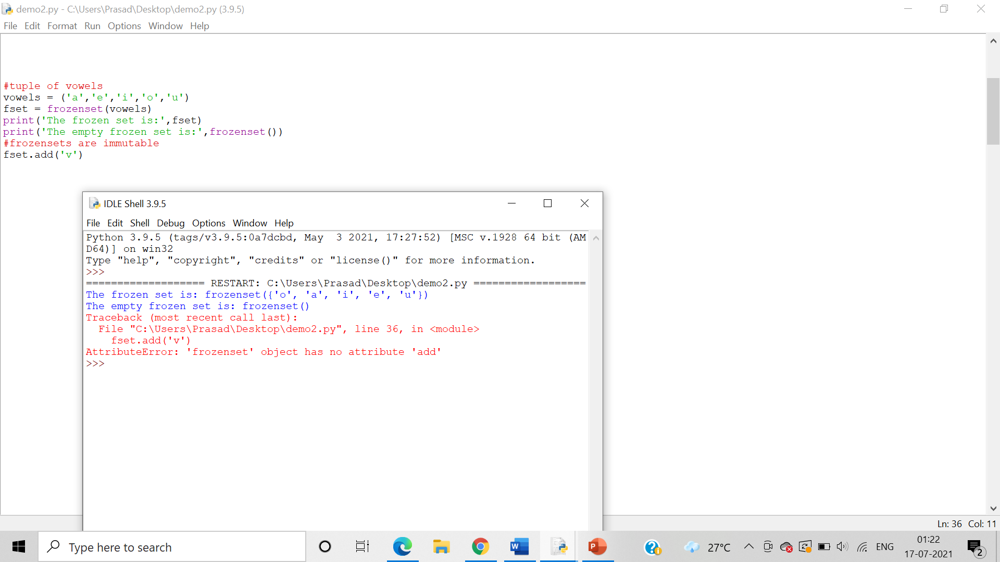 demo2.py - C:\Users\Prasad\Desktop\demo2.py (3.9.5)
File Edit Format Run Options Window Help
#tuple of vowels
vowels = ('a','e','i','o','u')
fset = frozenset(vowels)
print('The frozen set is:',fset)
print('The empty frozen set is:',frozenset())
#frozensets are immutable
fset.add('v')
IDLE Shell 3.9.5
File Edit Shell Debug Options Window Help
Python 3.9.5 (tags/v3.9.5:0a7dcbd, May  3 2021, 17:27:52) [MSC v.1928 64 bit (AM
D64)] on win32
Type "help", "copyright", "credits" or "license()" for more information.
>>>
=================== RESTART: C:\Users\Prasad\Desktop\demo2.py ==================
The frozen set is: frozenset({'o', 'a', 'i', 'e', 'u'})
The empty frozen set is: frozenset()
Traceback (most recent call last):
  File "C:\Users\Prasad\Desktop\demo2.py", line 36, in <module>
    fset.add('v')
AttributeError: 'frozenset' object has no attribute 'add'
>>>
Ln: 36 Col: 11
Type here to search
W
P
27°C
ENG
01:22
17-07-2021
2